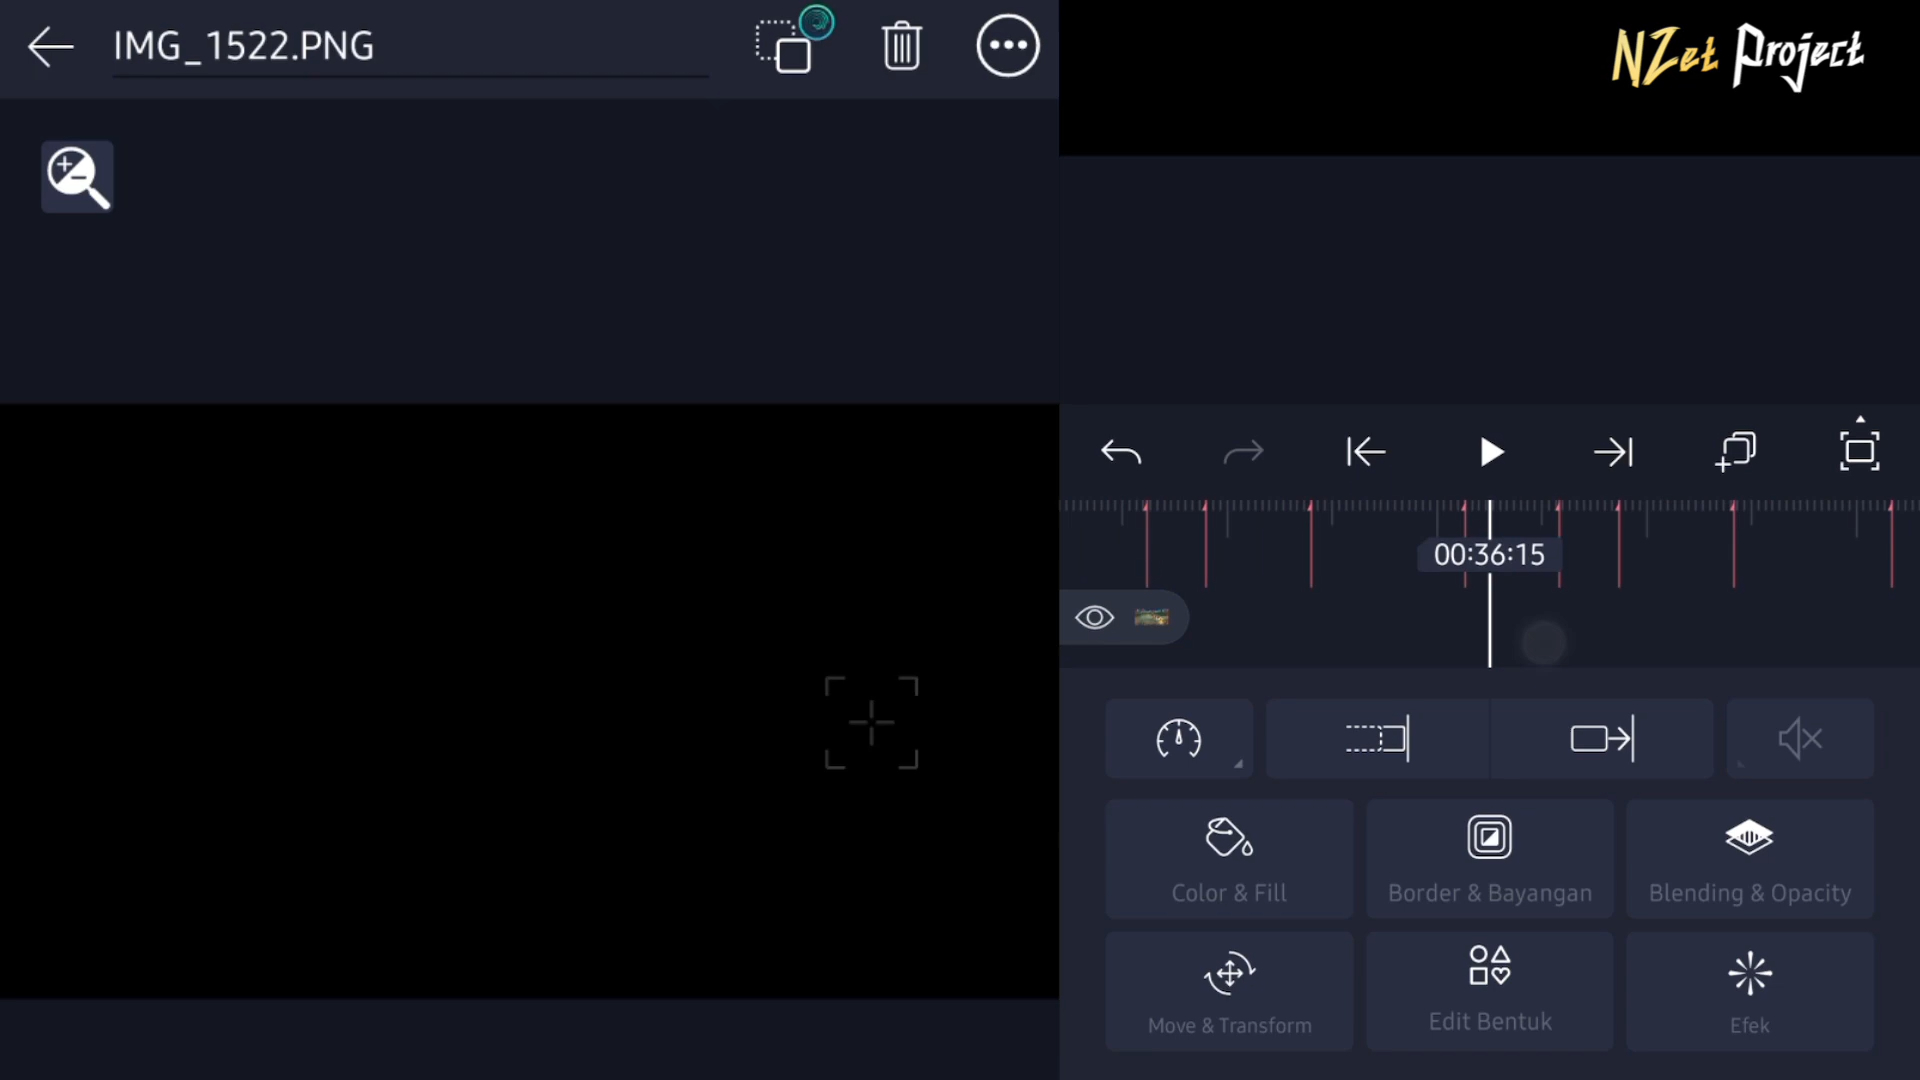 IMG_1522.PNG
NZet Project
00:36:15
Color & Fill
Border & Bayangan
Blending & Opacity
Move & Transform
Edit Bentuk
Efek